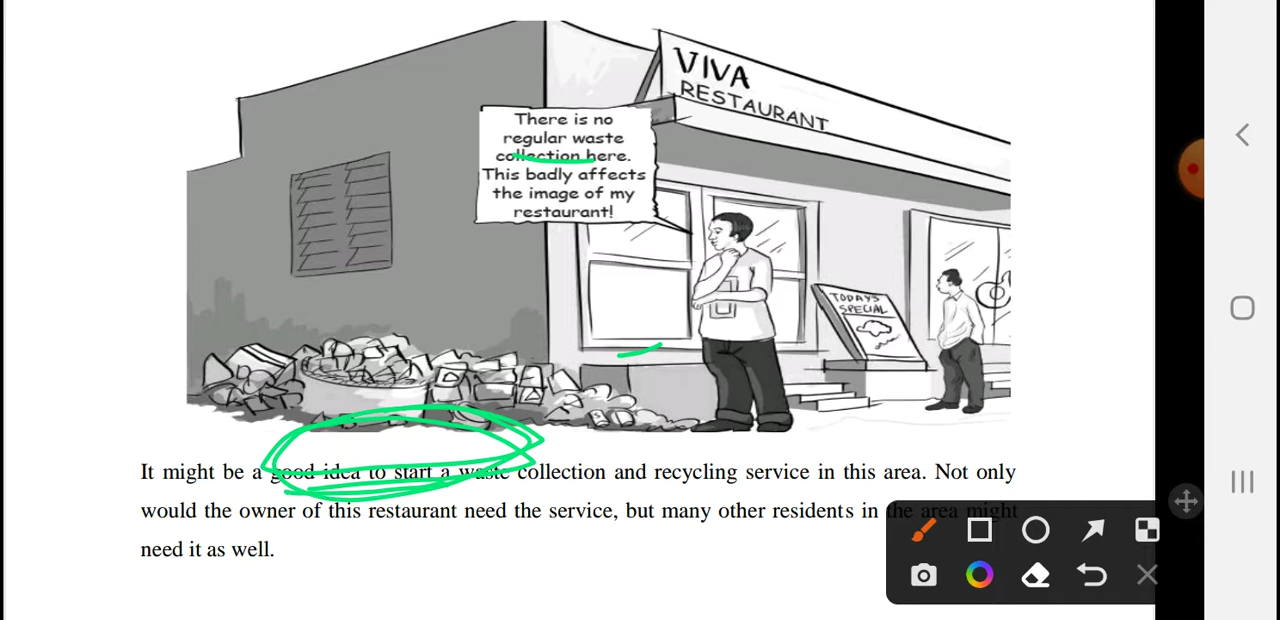 VIVA
RESTAURANT
There is no
regular waste
collection here.
This badly affects
the image of my
restaurant!
TODAYS
SPECIAL
It might be a good idea to start a waste collection and recycling service in this area. Not only
would the owner of this restaurant need the service, but many other residents in the area might
need it as well.